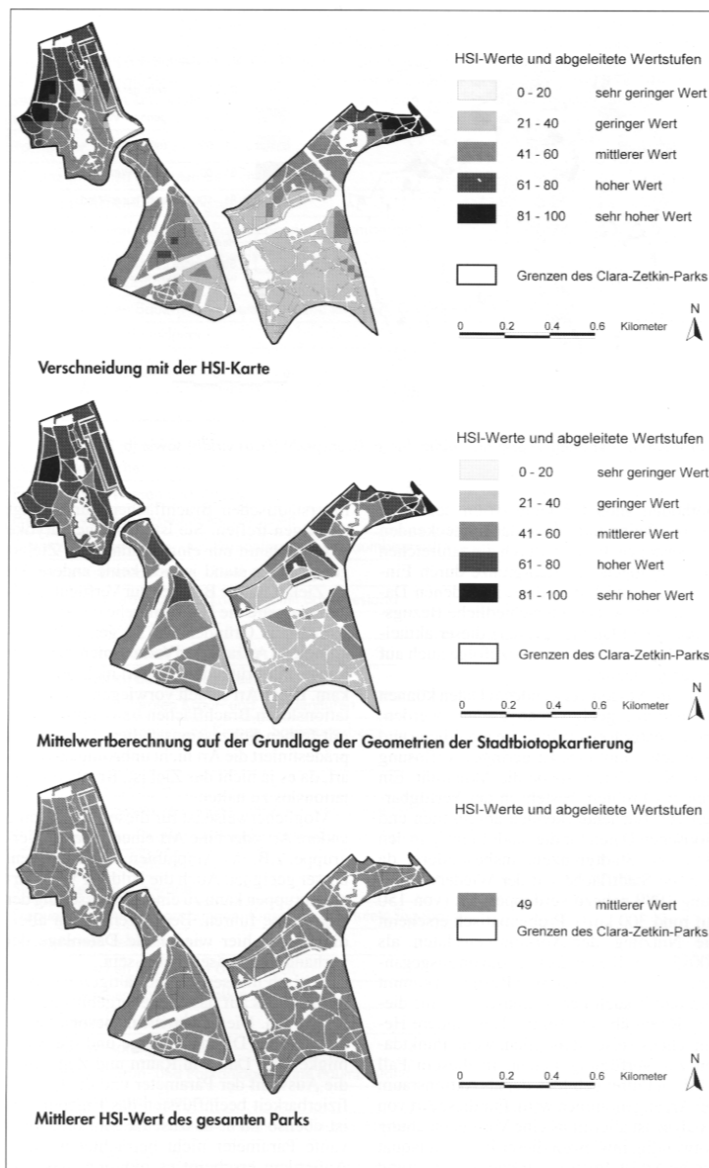 HSI-Werte und abgeleitete Wertstufen
0 - 20 sehr geringer Wert
21 - 40 geringer Wert
41 - 60 mittlerer Wert
61 - 80 hoher Wert
81 - 100 sehr hoher Wert
Grenzen des Clara-Zetkin-Parks
N
0 0.2 0.4 0.6 Kilometer
Verschneidung mit der HSI-Karte
HSI-Werte und abgeleitete Wertstufen
0 - 20 sehr geringer Wert
21 - 40 geringer Wert
41 - 60 mittlerer Wert
61 - 80 hoher Wert
81 - 100 sehr hoher Wert
Grenzen des Clara-Zetkin-Parks
N
0 0.2 0.4 0.6 Kilometer
Mittelwertberechnung auf der Grundlage der Geometrien der Stadtbiotopkartierung
HSI-Werte und abgeleitete Wertstufen
49 mittlerer Wert
Grenzen des Clara-Zetkin-Parks
N
0 0.2 0.4 0.6 Kilometer
Mittlerer HSI-Wert des gesamten Parks